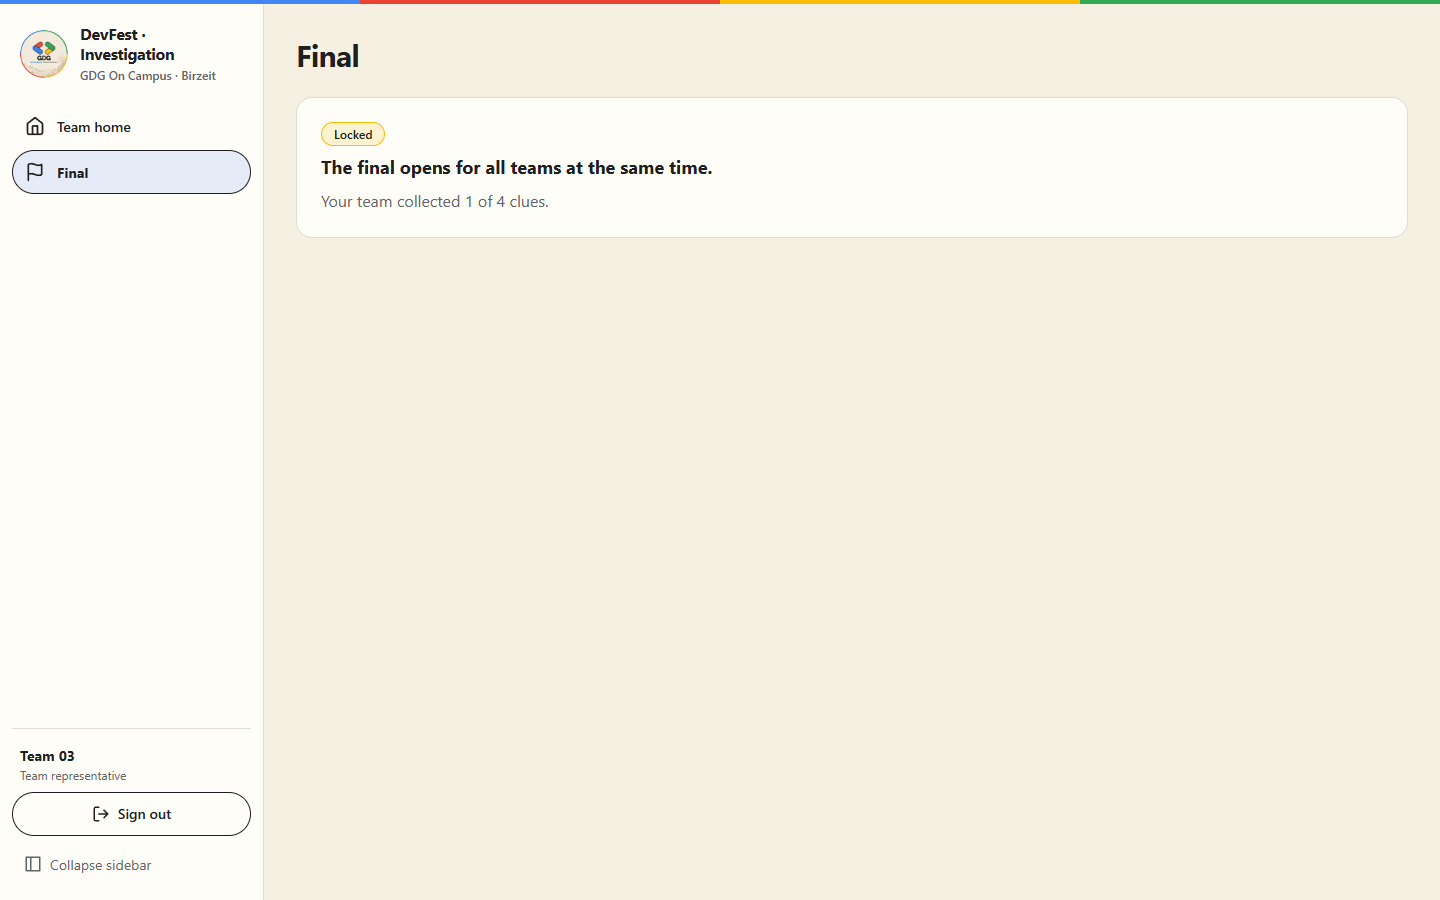 DevFest ·
Investigation
GDG On Campus · Birzeit
Team home
Final
Team 03
Team representative
Sign out
Collapse sidebar
Final
Locked
The final opens for all teams at the same time.
Your team collected 1 of 4 clues.
GDG